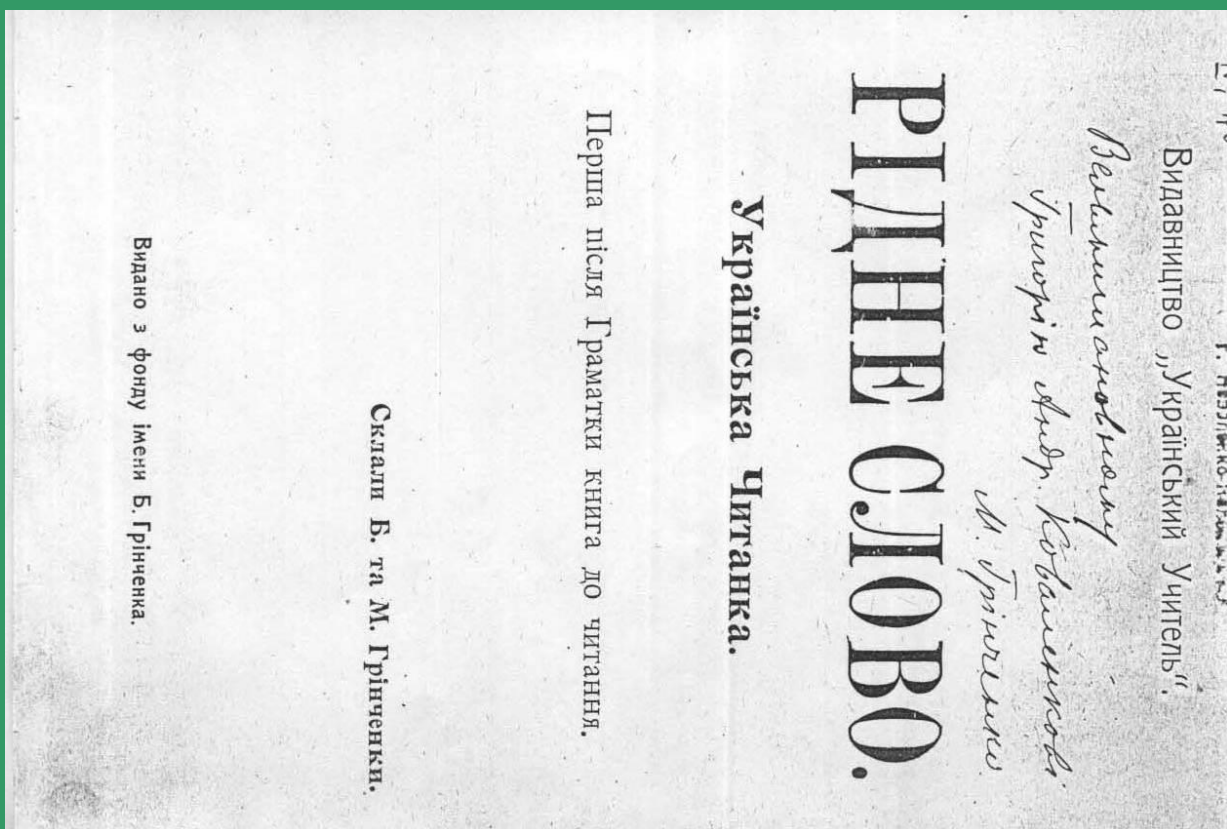 Видавництво „Український Учитель“.
Григорію Андр. Коваленкові
М. Грінченко
РІДНЕ СЛОВО.
Українська Читанка.
Перша після Граматки книга до читання.
Склали Б. та М. Грінченки.
Видано з фонду імени Б. Грінченка.